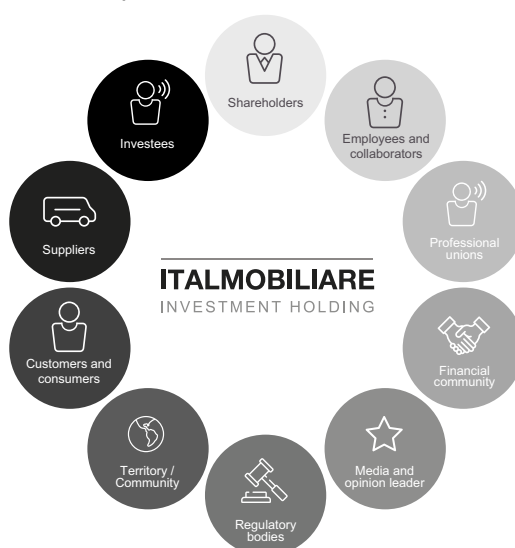 Shareholders
Employees and
collaborators
Professional
unions
Financial
community
Media and
opinion leader
Regulatory
bodies
Territory /
Community
Customers and
consumers
Suppliers
Investees
ITALMOBILIARE
INVESTMENT HOLDING